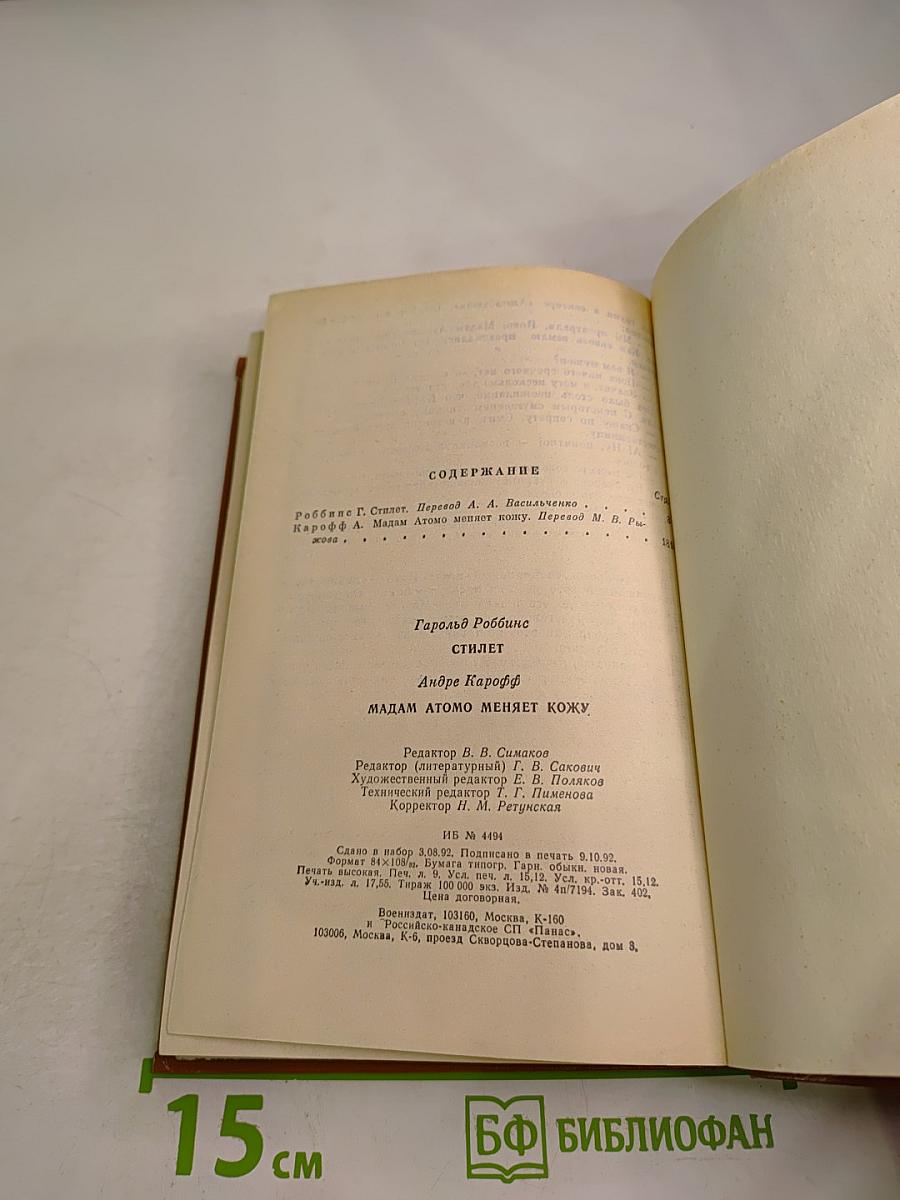 СОДЕРЖАНИЕ
Роббинс Г. Стилет. Перевод А. А. Васильченко . . . .
Карофф А. Мадам Атомо меняет кожу. Перевод М. В. Ры-
жова . . . . . . . . . . . . . . . .
Гарольд Роббинс
СТИЛЕТ
Андре Карофф
МАДАМ АТОМО МЕНЯЕТ КОЖУ
Редактор В. В. Симаков
Редактор (литературный) Г. В. Сакович
Художественный редактор Е. В. Поляков
Технический редактор Т. Г. Пименова
Корректор Н. М. Ретунская
ИБ № 4494
Сдано в набор 3.08.92. Подписано в печать 9.10.92.
Формат 84×108/32. Бумага типогр. Гарн. обыкн. новая.
Печать высокая. Печ. л. 9. Усл. печ. л. 15,12. Усл. кр.-отт. 15,12.
Уч.-изд. л. 17,55. Тираж 100 000 экз. Изд. № 4п/7194. Зак. 402.
Цена договорная.
Воениздат, 103160, Москва, К-160
и Российско-канадское СП «Панас».
103006, Москва, К-6, проезд Скворцова-Степанова, дом 3.
15 см
БФ БИБЛИОФАН